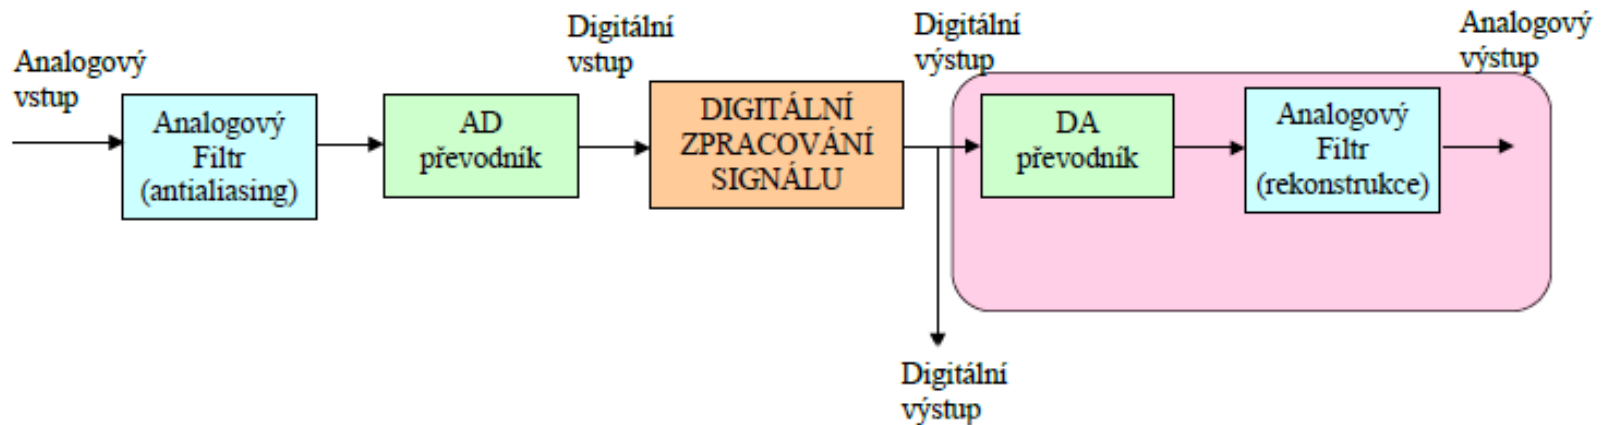 Analogový
vstup
Analogový
Filtr
(antialiasing)
AD
převodník
Digitální
vstup
DIGITÁLNÍ
ZPRACOVÁNÍ
SIGNÁLU
Digitální
výstup
DA
převodník
Analogový
Filtr
(rekonstrukce)
Analogový
výstup
Digitální
výstup